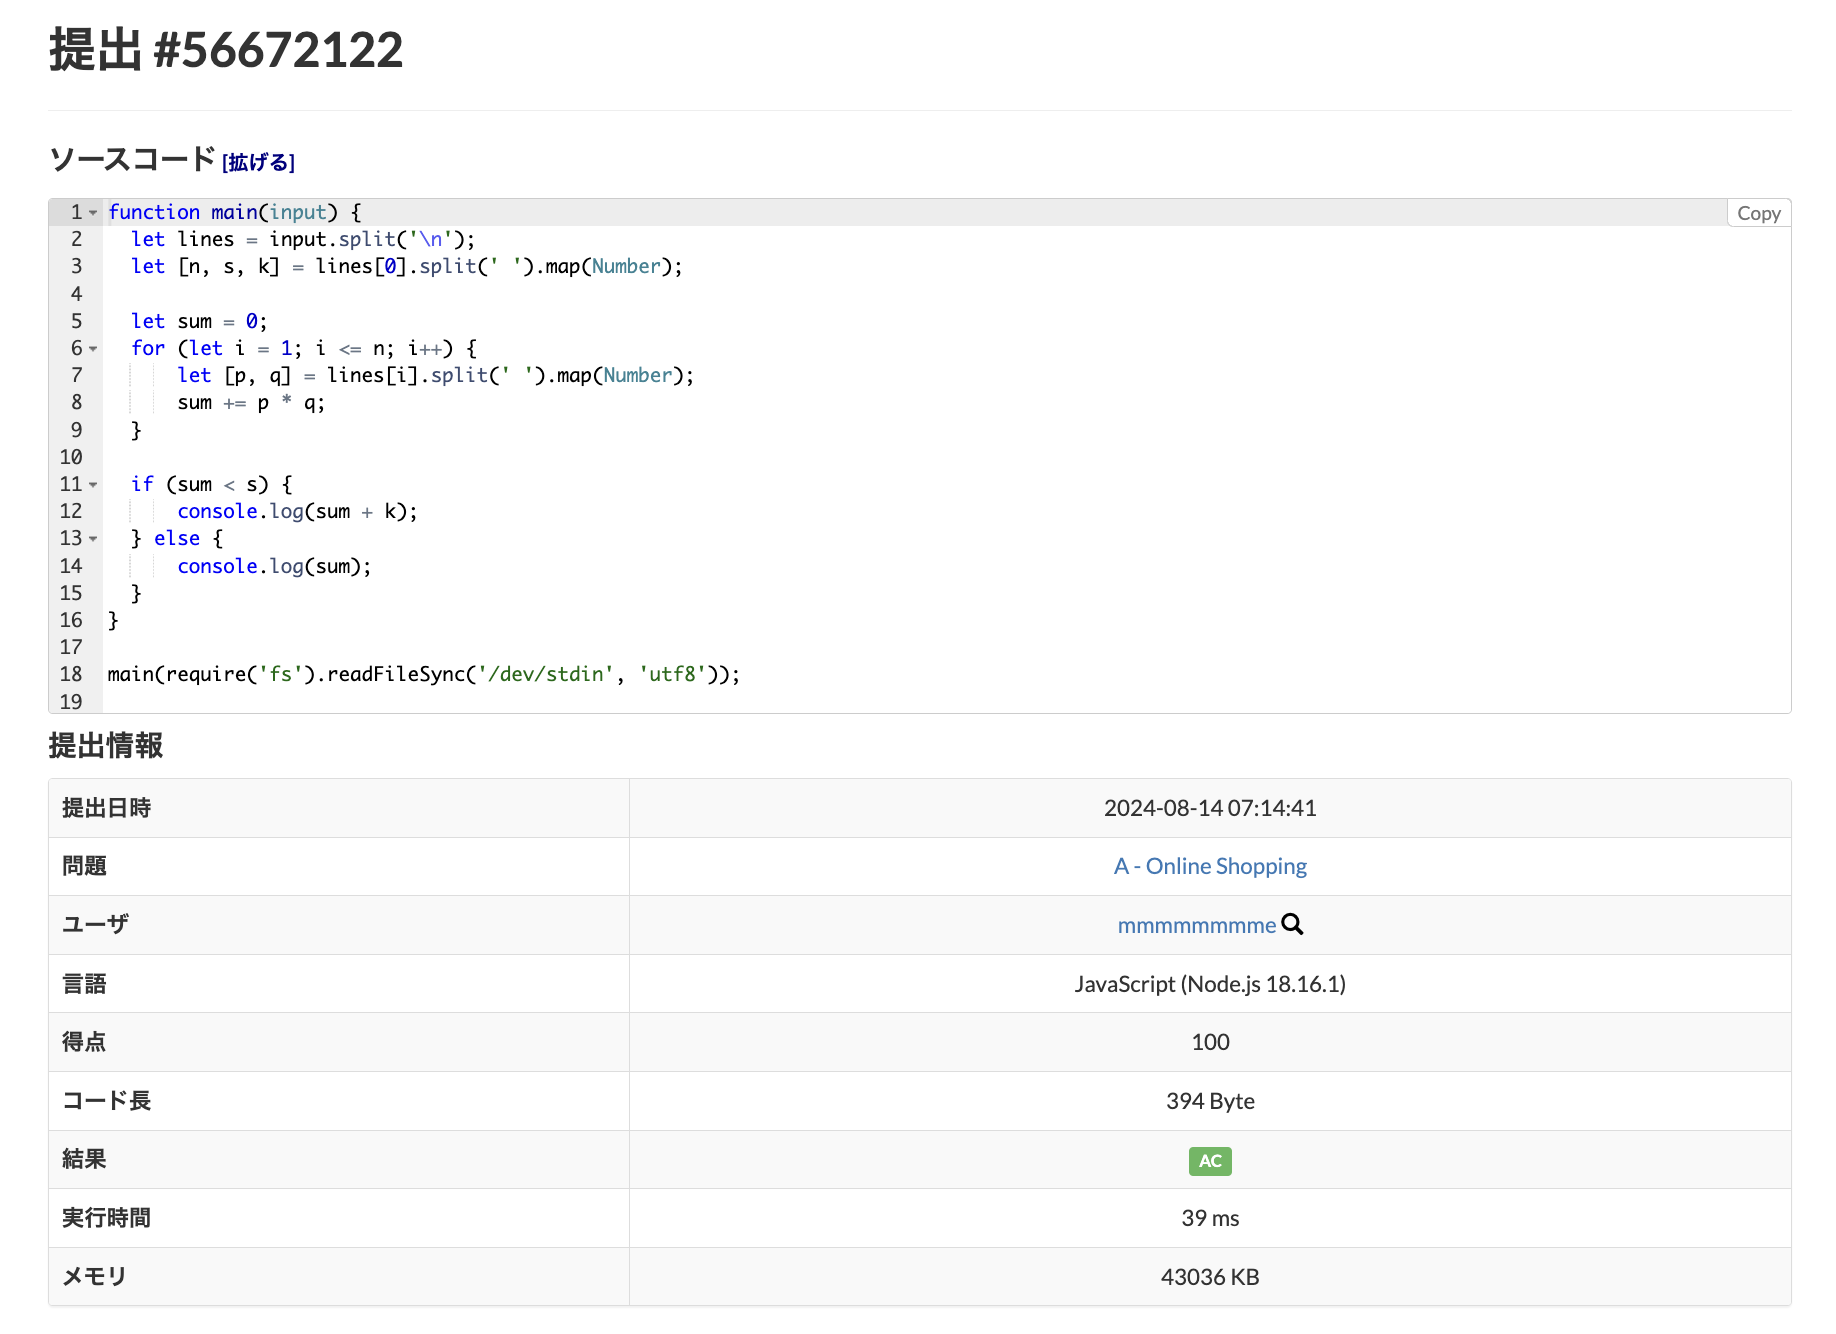 提出 #56672122
ソースコード [拡げる]
Copy
1 function main(input) {
2   let lines = input.split('\n');
3   let [n, s, k] = lines[0].split(' ').map(Number);
4
5   let sum = 0;
6   for (let i = 1; i <= n; i++) {
7       let [p, q] = lines[i].split(' ').map(Number);
8       sum += p * q;
9   }
10
11   if (sum < s) {
12       console.log(sum + k);
13   } else {
14       console.log(sum);
15   }
16 }
17
18 main(require('fs').readFileSync('/dev/stdin', 'utf8'));
19
提出情報
提出日時 2024-08-14 07:14:41
問題 A - Online Shopping
ユーザ mmmmmmmme
言語 JavaScript (Node.js 18.16.1)
得点 100
コード長 394 Byte
結果 AC
実行時間 39 ms
メモリ 43036 KB